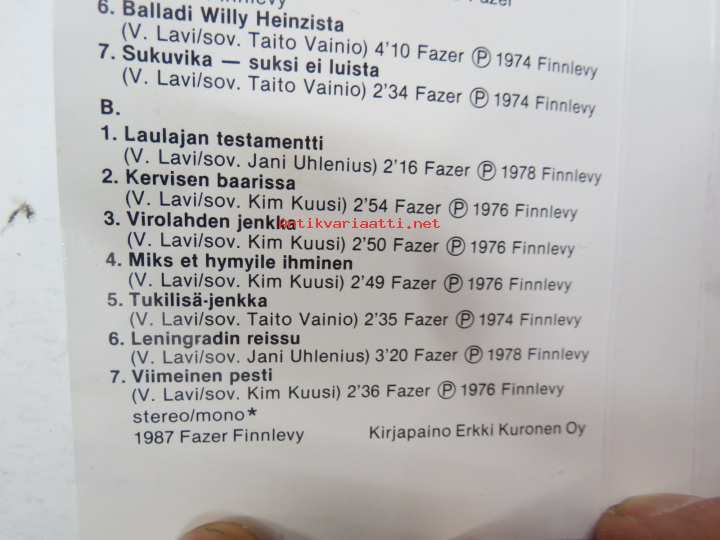 Finnlevy
Fazer
6. Balladi Willy Heinzista
(V. Lavi/sov. Taito Vainio) 4'10 Fazer Ⓟ 1974 Finnlevy
7. Sukuvika — suksi ei luista
(V. Lavi/sov. Taito Vainio) 2'34 Fazer Ⓟ 1974 Finnlevy
B.
1. Laulajan testamentti
(V. Lavi/sov. Jani Uhlenius) 2'16 Fazer Ⓟ 1978 Finnlevy
2. Kervisen baarissa
(V. Lavi/sov. Kim Kuusi) 2'54 Fazer Ⓟ 1976 Finnlevy
3. Virolahden jenkka
Antikvariaatti.net
(V. Lavi/sov. Kim Kuusi) 2'50 Fazer Ⓟ 1976 Finnlevy
4. Miks et hymyile ihminen
(V. Lavi/sov. Kim Kuusi) 2'49 Fazer Ⓟ 1976 Finnlevy
5. Tukilisä-jenkka
(V. Lavi/sov. Taito Vainio) 2'35 Fazer Ⓟ 1974 Finnlevy
6. Leningradin reissu
(V. Lavi/sov. Jani Uhlenius) 3'20 Fazer Ⓟ 1978 Finnlevy
7. Viimeinen pesti
(V. Lavi/sov. Kim Kuusi) 2'36 Fazer Ⓟ 1976 Finnlevy
stereo/mono*
1987 Fazer Finnlevy Kirjapaino Erkki Kuronen Oy